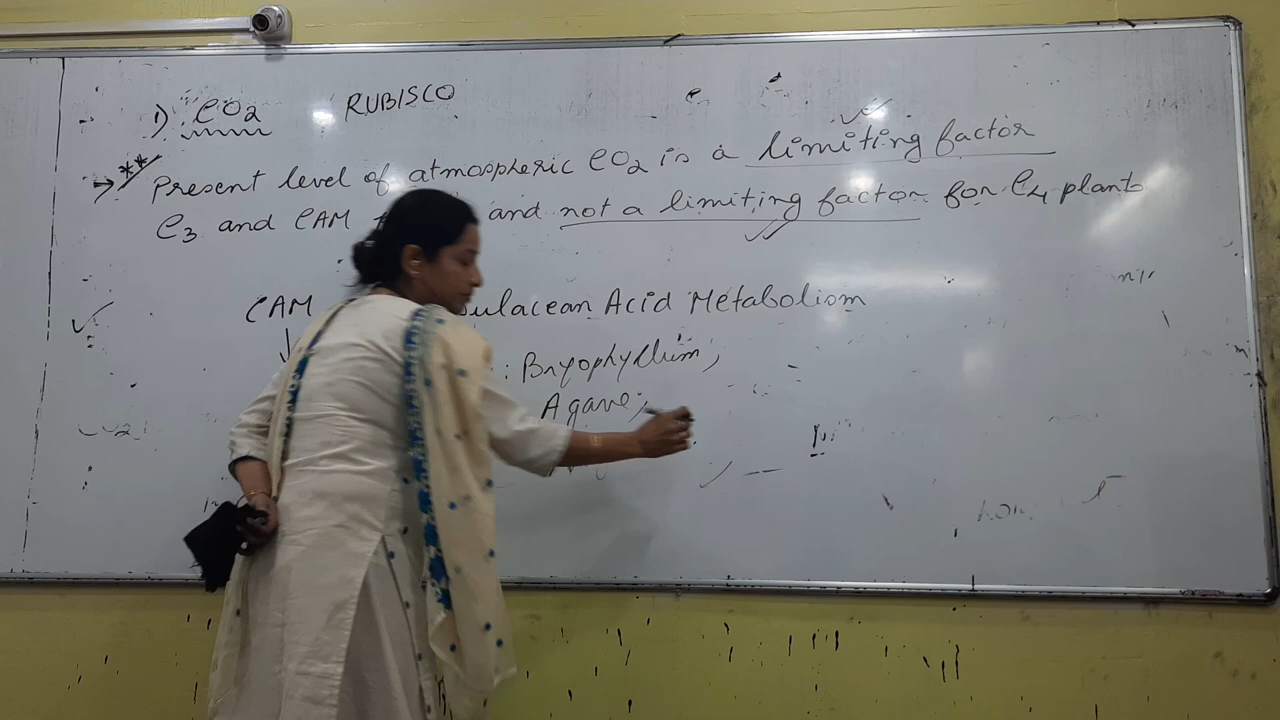 1) CO2 RUBISCO
→ ** Present level of atmospheric CO2 is a limiting factor
C3 and CAM and not a limiting factor for C4 plants
CAM Metabolism Acid
: Bryophyllum,
Agave,